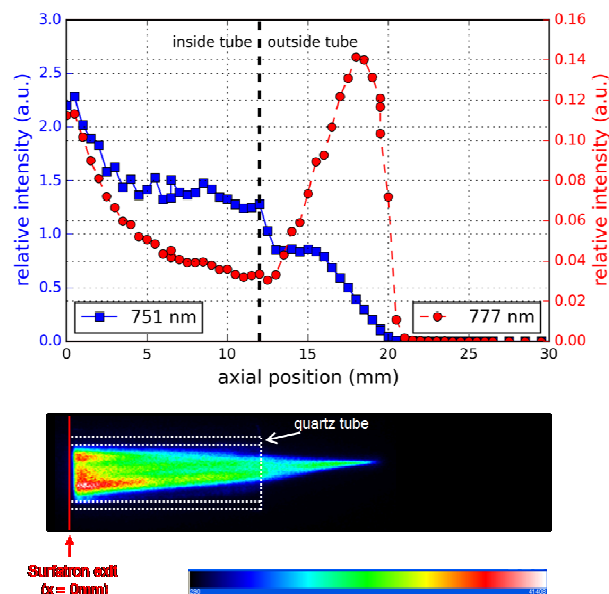 3.0 0.16
inside tube outside tube
2.5 0.14
0.12
2.0
0.10
1.5 0.08
0.06
1.0
0.04
0.5
751 nm 777 nm 0.02
0.0 0.00
0 5 10 15 20 25 30
relative intensity (a.u.)
relative intensity (a.u.)
axial position (mm)
quartz tube
Surfatron exit
(x = 0mm)